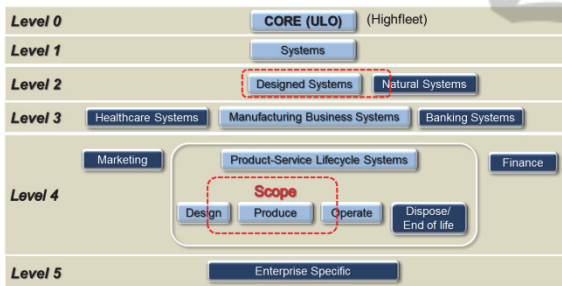 Level 0 CORE (ULO) (Highfleet)
Level 1 Systems
Level 2 Designed Systems Natural Systems
Level 3 Healthcare Systems Manufacturing Business Systems Banking Systems
Marketing Product-Service Lifecycle Systems Finance
Level 4
Scope
Design Produce Operate Dispose/
End of life
Level 5 Enterprise Specific